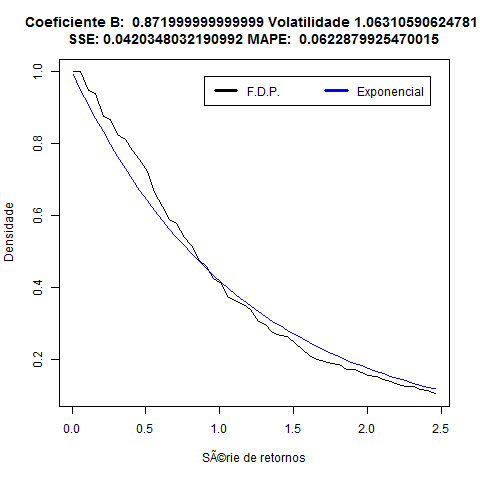 Coeficiente B:  0.871999999999999 Volatilidade 1.06310590624781
SSE: 0.0420348032190992 MAPE:  0.0622879925470015
F.D.P.
Exponencial
Densidade
1.0
0.8
0.6
0.4
0.2
0.0
0.5
1.0
1.5
2.0
2.5
SÃ©rie de retornos